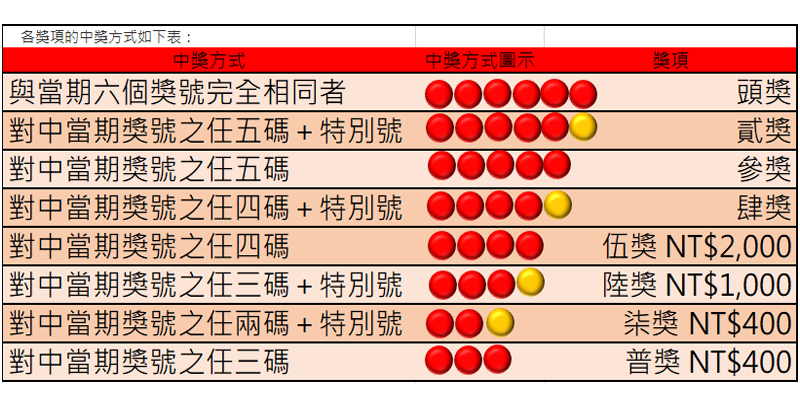 各獎項的中獎方式如下表：
中獎方式 中獎方式圖示 獎項
與當期六個獎號完全相同者 頭獎
對中當期獎號之任五碼＋特別號 貳獎
對中當期獎號之任五碼 參獎
對中當期獎號之任四碼＋特別號 肆獎
對中當期獎號之任四碼 伍獎 NT$2,000
對中當期獎號之任三碼＋特別號 陸獎 NT$1,000
對中當期獎號之任兩碼＋特別號 柒獎 NT$400
對中當期獎號之任三碼 普獎 NT$400